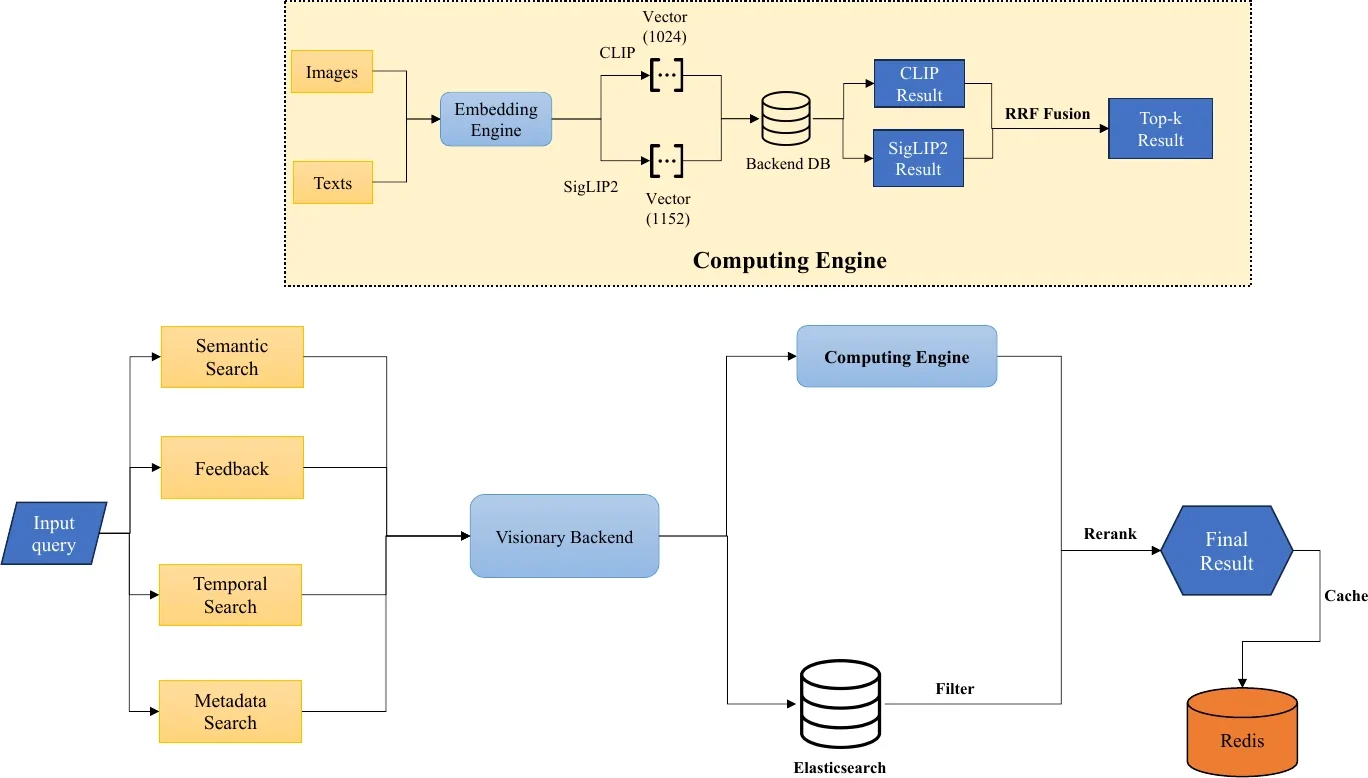 Vector
(1024)
CLIP
Images
Embedding
Engine
CLIP
Result
RRF Fusion
Top-k
Result
Texts
SigLIP2
Vector
(1152)
Backend DB
SigLIP2
Result
Computing Engine
Semantic
Search
Computing Engine
Feedback
Input
query
Visionary Backend
Rerank
Final
Result
Temporal
Search
Cache
Metadata
Search
Filter
Elasticsearch
Redis